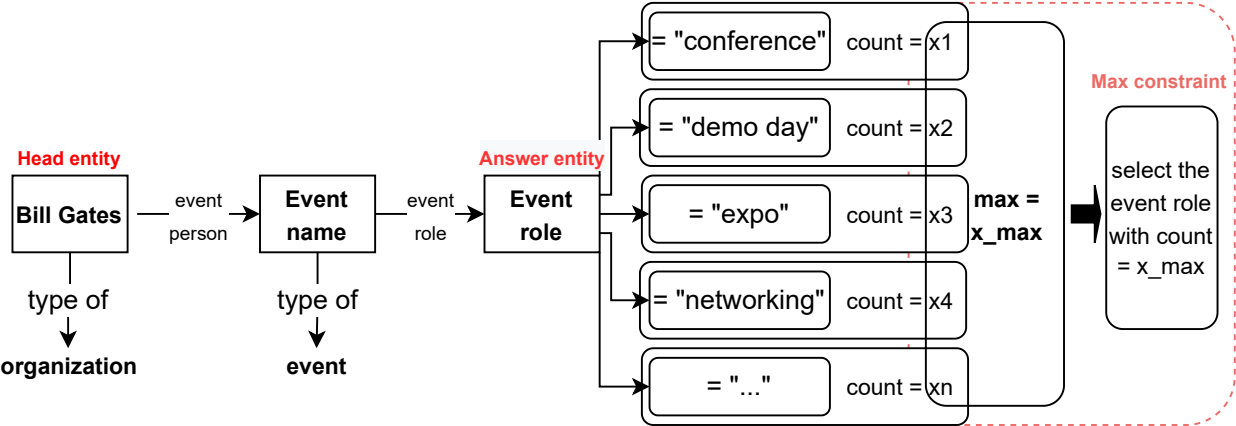 Head entity
Bill Gates
type of
organization
event
person
Event
name
type of
event
event
role
Answer entity
Event
role
= "conference" count = x1
= "demo day" count = x2
= "expo" count = x3
= "networking" count = x4
= "..." count = xn
max =
x_max
Max constraint
select the
event role
with count
= x_max